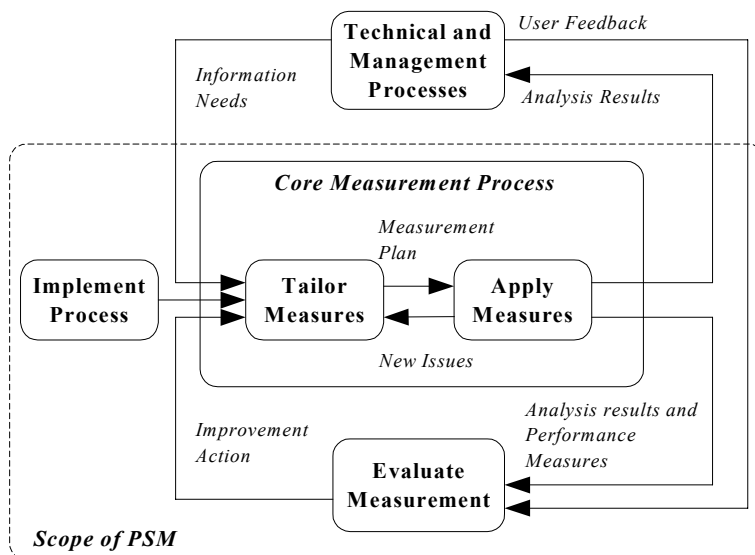 Technical and
Management
Processes
User Feedback
Information
Needs
Analysis Results
Core Measurement Process
Measurement
Plan
Implement
Process
Tailor
Measures
Apply
Measures
New Issues
Improvement
Action
Analysis results and
Performance
Measures
Evaluate
Measurement
Scope of PSM